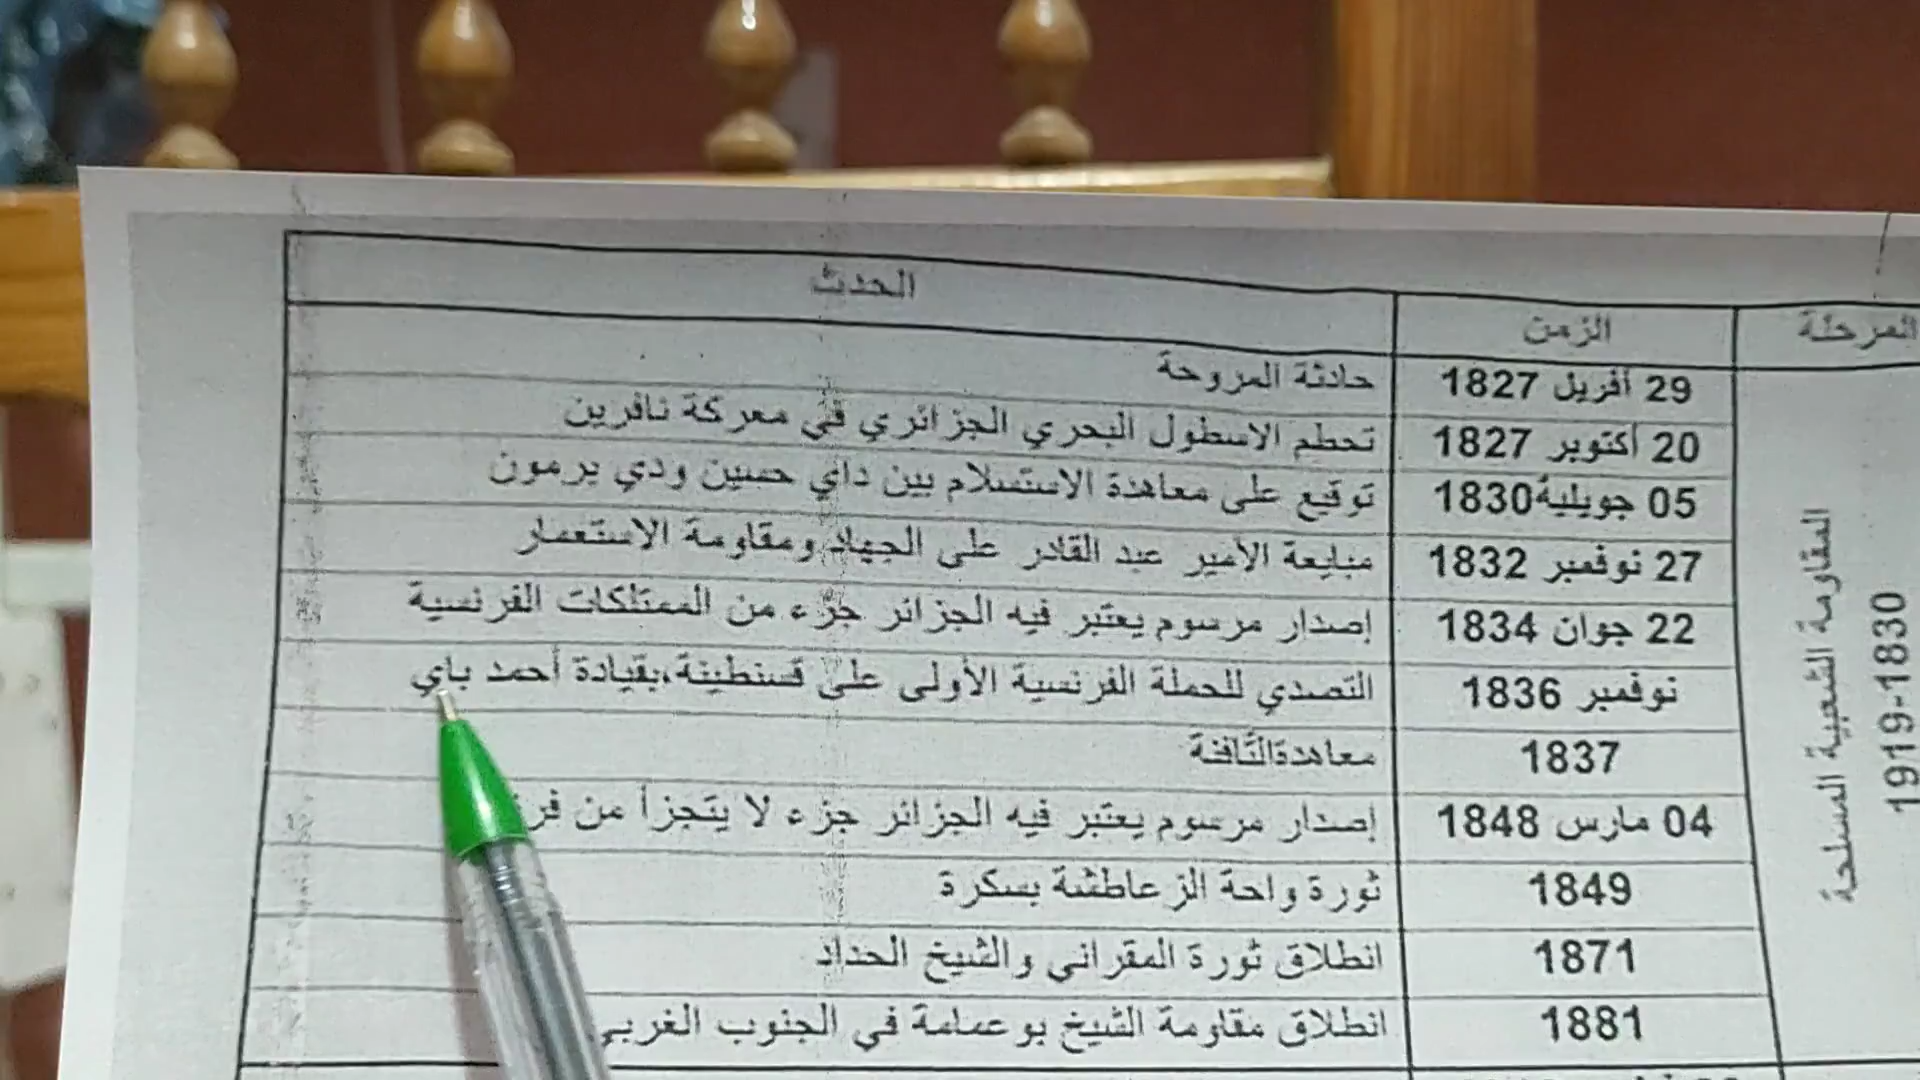 المرحلة الزمن الحدث
المقاومة الشعبية المسلحة
1919-1830
29 أفريل 1827 حادثة المروحة
20 أكتوبر 1827 تحطم الاسطول البحري الجزائري في معركة نافرين
05 جويلية1830 توقيع على معاهدة الاستسلام بين داي حسين ودي برمون
27 نوفمبر 1832 مبايعة الأمير عبد القادر على الجهاد ومقاومة الاستعمار
22 جوان 1834 إصدار مرسوم يعتبر فيه الجزائر جزء من الممتلكات الفرنسية
نوفمبر 1836 التصدي للحملة الفرنسية الأولى على قسنطينة،بقيادة أحمد باي
1837 معاهدةالتافنة
04 مارس 1848 إصدار مرسوم يعتبر فيه الجزائر جزء لا يتجزأ من
1849 ثورة واحة الزعاطشة بسكرة
1871 انطلاق ثورة المقراني والشيخ الحداد
1881 انطلاق مقاومة الشيخ بوعمامة في الجنوب الغربي